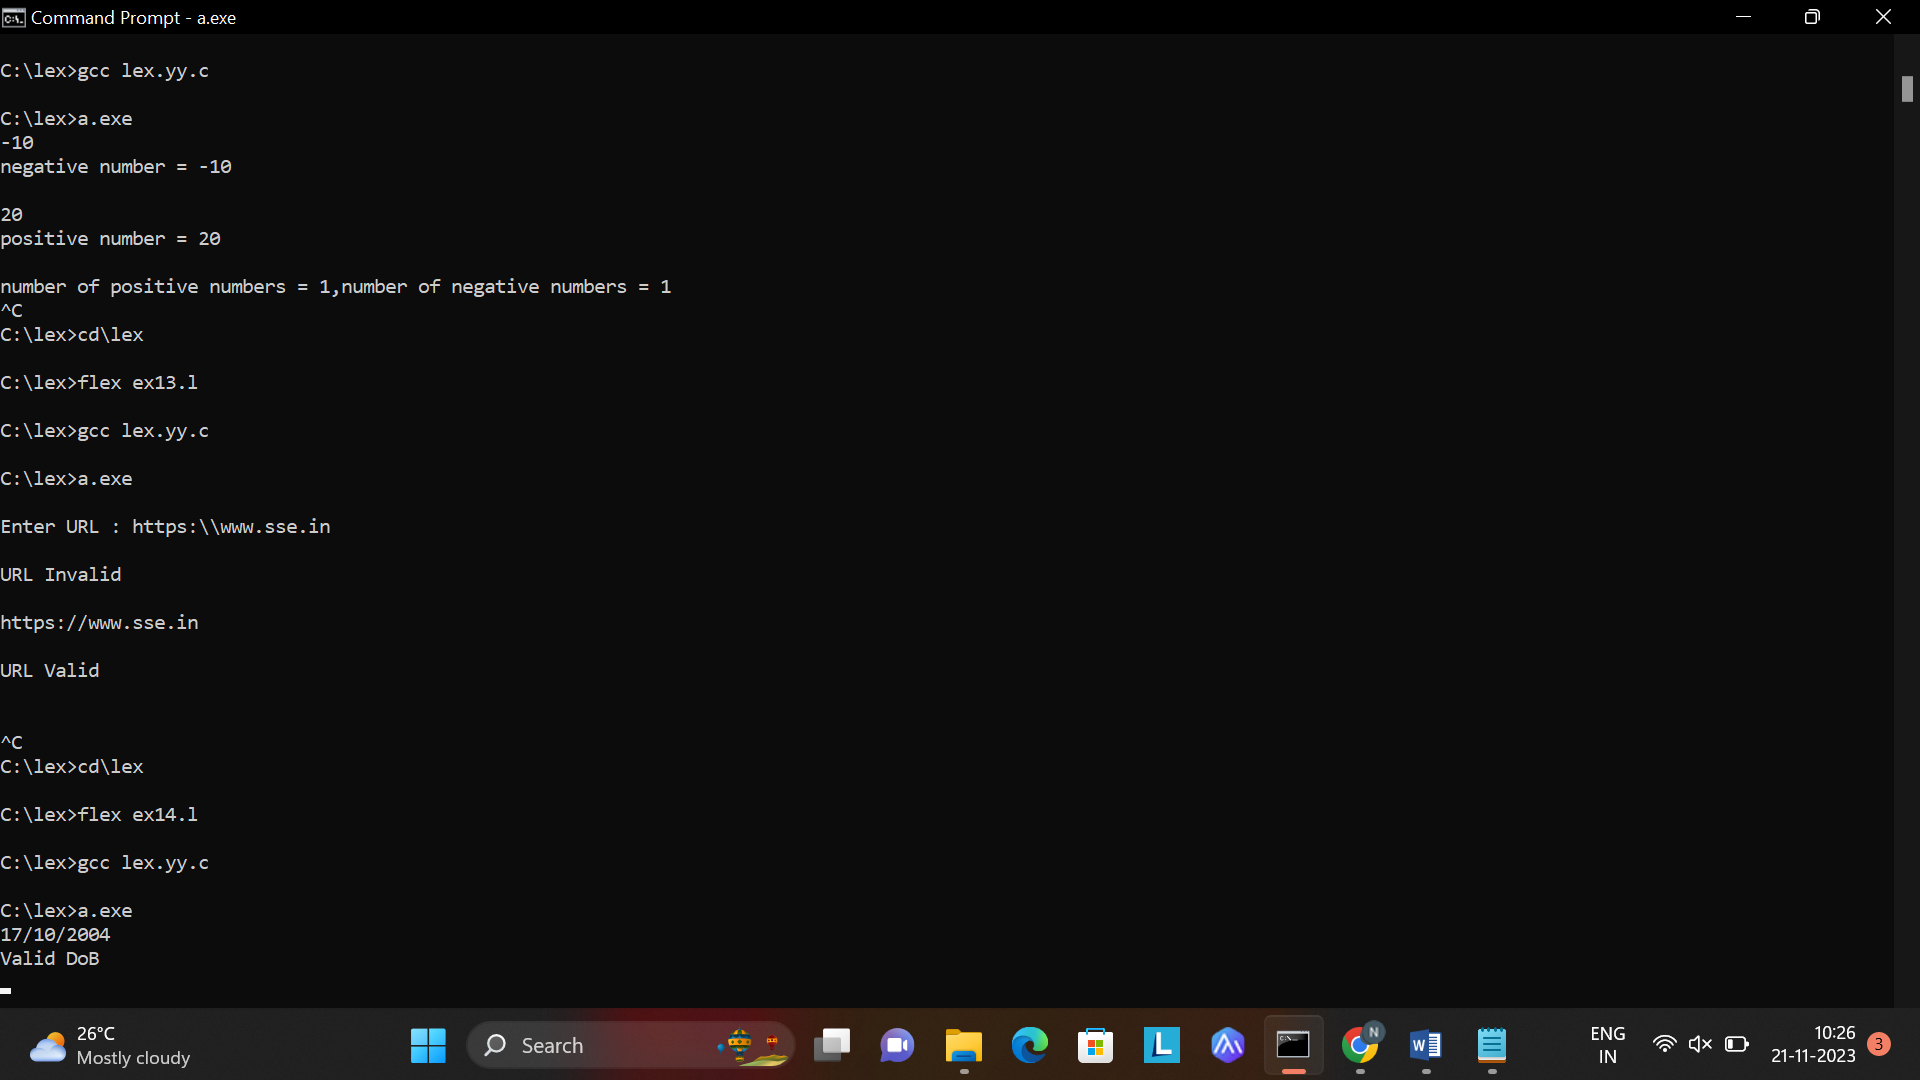 Command Prompt - a.exe
C:\lex>gcc lex.yy.c
C:\lex>a.exe
-10
negative number = -10
20
positive number = 20
number of positive numbers = 1,number of negative numbers = 1
^C
C:\lex>cd\lex
C:\lex>flex ex13.l
C:\lex>gcc lex.yy.c
C:\lex>a.exe
Enter URL : https:\\www.sse.in
URL Invalid
https://www.sse.in
URL Valid
^C
C:\lex>cd\lex
C:\lex>flex ex14.l
C:\lex>gcc lex.yy.c
C:\lex>a.exe
17/10/2004
Valid DoB
26°C
Mostly cloudy
Search
L
N
W
ENG
IN
10:26
21-11-2023
3